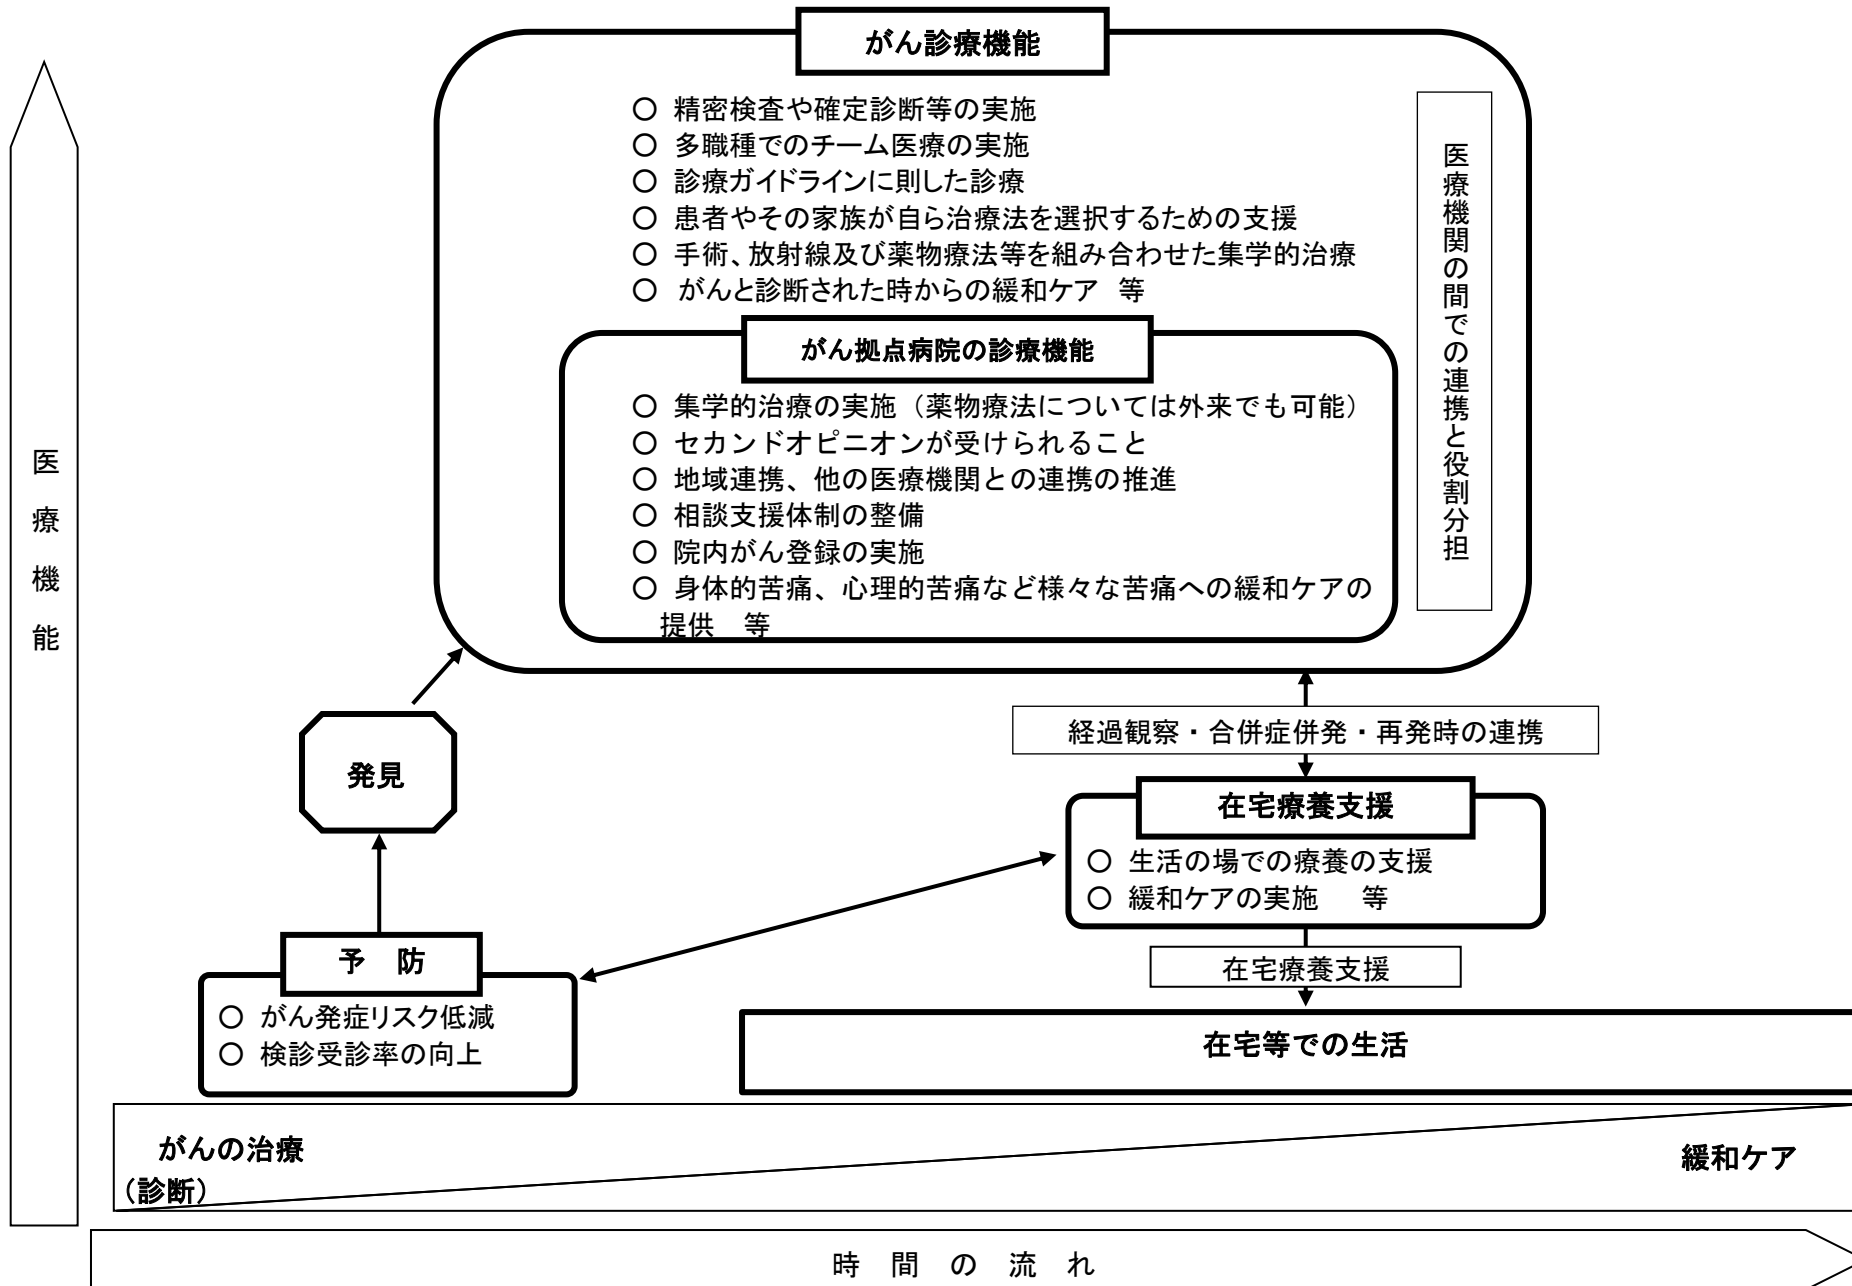 がん診療機能
○ 精密検査や確定診断等の実施
○ 多職種でのチーム医療の実施
○ 診療ガイドラインに則した診療
○ 患者やその家族が自ら治療法を選択するための支援
○ 手術、放射線及び薬物療法等を組み合わせた集学的治療
○ がんと診断された時からの緩和ケア 等
医療機関の間での連携と役割分担
がん拠点病院の診療機能
○ 集学的治療の実施（薬物療法については外来でも可能）
○ セカンドオピニオンが受けられること
○ 地域連携、他の医療機関との連携の推進
○ 相談支援体制の整備
○ 院内がん登録の実施
○ 身体的苦痛、心理的苦痛など様々な苦痛への緩和ケアの
提供 等
医療機能
発見
経過観察・合併症併発・再発時の連携
在宅療養支援
○ 生活の場での療養の支援
○ 緩和ケアの実施 等
予 防
○ がん発症リスク低減
○ 検診受診率の向上
在宅療養支援
在宅等での生活
がんの治療
（診断）
緩和ケア
時 間 の 流 れ